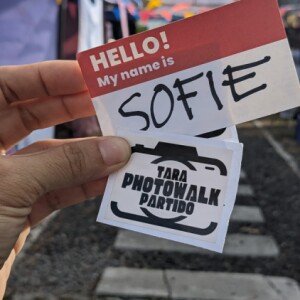 HELLO!
My name is
SOFIE
TARA
PHOTOWALK
PARTIDO